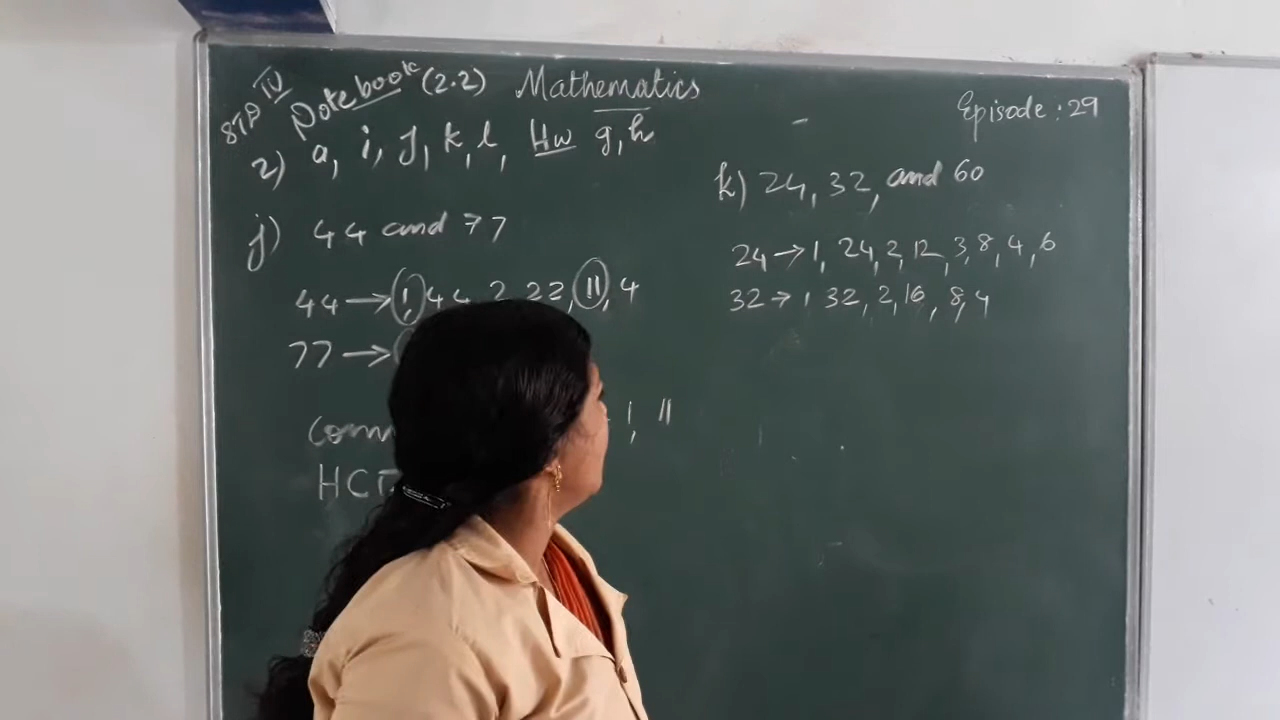 STD IV Notebook (2.2) Mathematics
Episode: 29
2) a, i, j, k, l, Hw g, h
j) 44 and 77
44 → 1, 44, 2, 22, 11, 4
77 →
1, 11
k) 24, 32, and 60
24 → 1, 24, 2, 12, 3, 8, 4, 6
32 → 1 32, 2, 16, 8, 4